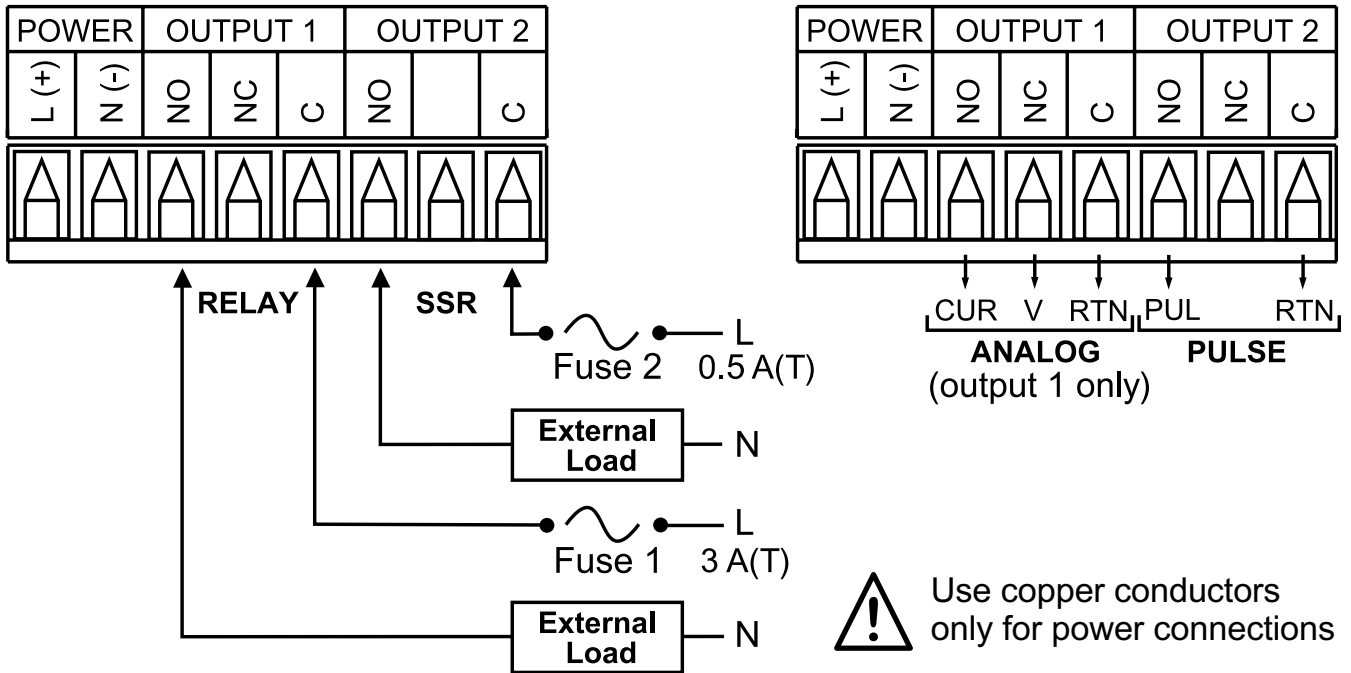 POWER OUTPUT 1 OUTPUT 2
L (+) N (-) NO NC C NO C
RELAY SSR
L
Fuse 2 0.5 A(T)
External
Load
N
L
Fuse 1 3 A(T)
External
Load
N
POWER OUTPUT 1 OUTPUT 2
L (+) N (-) NO NC C NO NC C
CUR V RTN PUL RTN
ANALOG PULSE
(output 1 only)
Use copper conductors
only for power connections